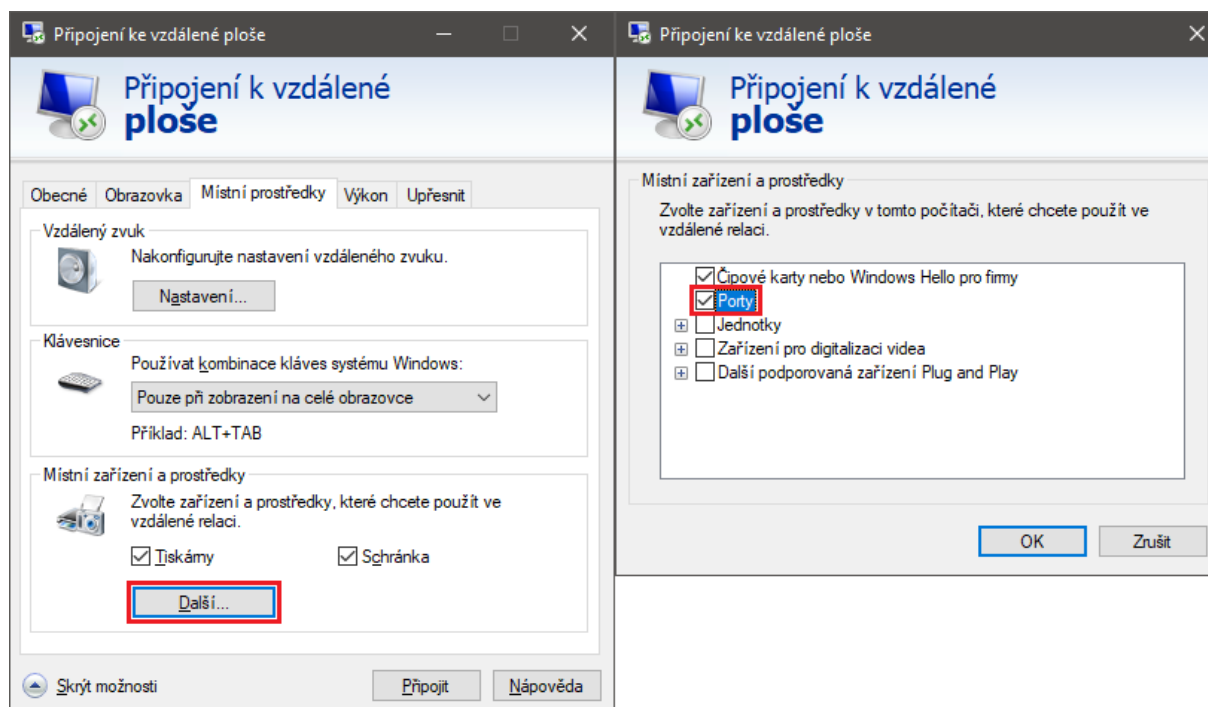 Připojení ke vzdálené ploše
Připojení k vzdálené
ploše
Obecné Obrazovka Místní prostředky Výkon Upřesnit
Vzdálený zvuk
Nakonfigurujte nastavení vzdáleného zvuku.
Nastavení...
Klávesnice
Používat kombinace kláves systému Windows:
Pouze při zobrazení na celé obrazovce
Příklad: ALT+TAB
Místní zařízení a prostředky
Zvolte zařízení a prostředky, které chcete použít ve
vzdálené relaci.
Tiskárny Schránka
Další...
Skrýt možnosti Připojit Nápověda
Připojení ke vzdálené ploše
Připojení k vzdálené
ploše
Místní zařízení a prostředky
Zvolte zařízení a prostředky v tomto počítači, které chcete použít ve
vzdálené relaci.
Čipové karty nebo Windows Hello pro firmy
Porty
Jednotky
Zařízení pro digitalizaci videa
Další podporovaná zařízení Plug and Play
OK Zrušit